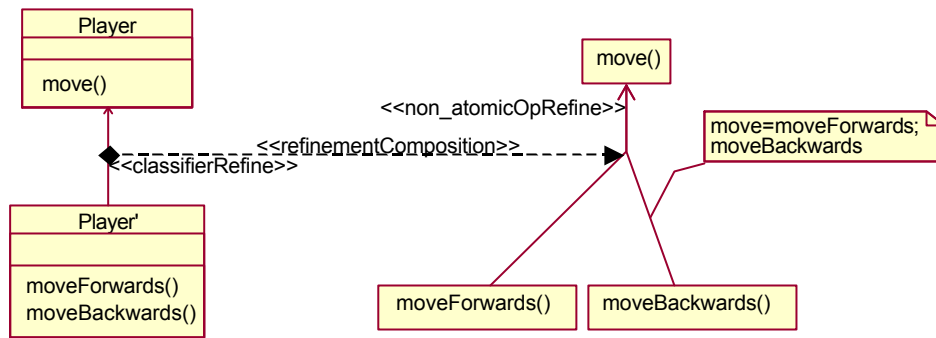 Player
move()
move()
<<non_atomicOpRefine>>
move=moveForwards;
moveBackwards
<<refinementComposition>>
<<classifierRefine>>
Player'
moveForwards()
moveBackwards()
moveForwards()
moveBackwards()